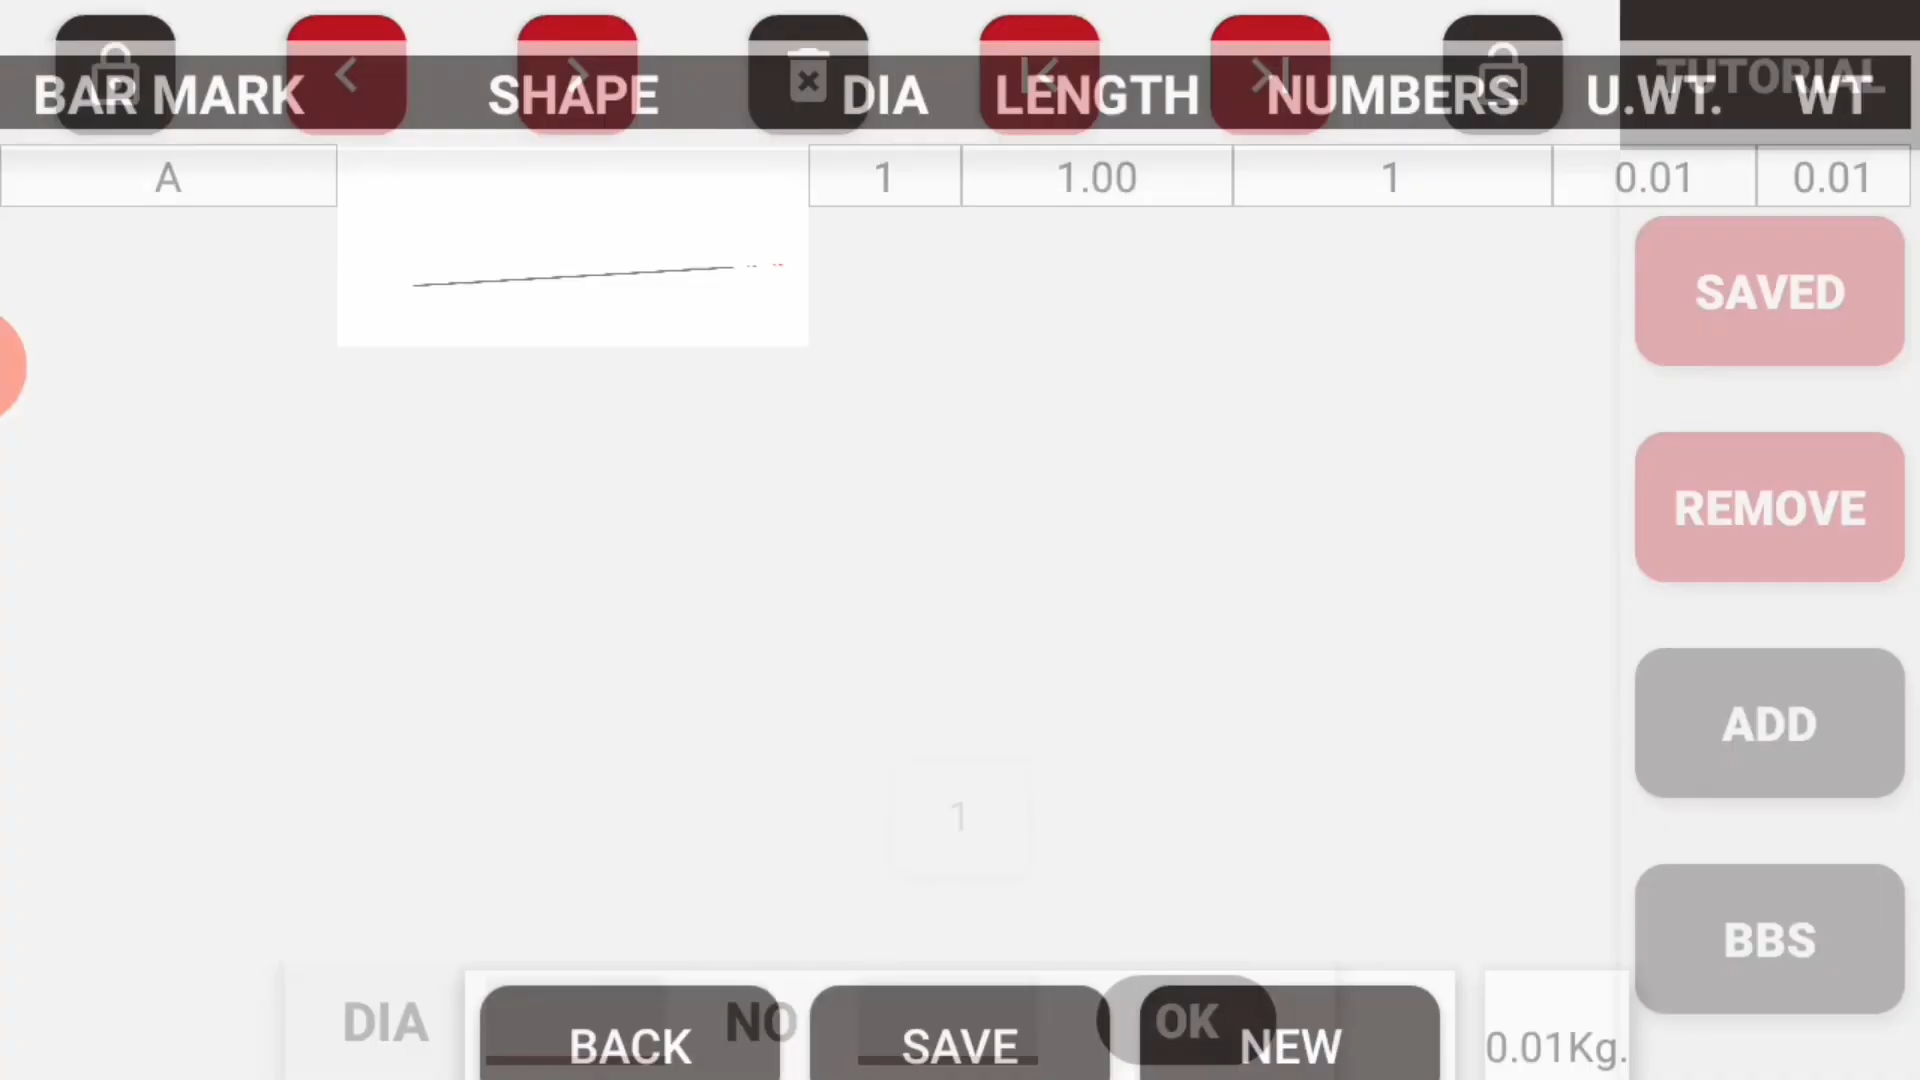 TUTORIAL
BAR MARK SHAPE DIA LENGTH NUMBERS U.WT. WT
A 1 1.00 1 0.01 0.01
SAVED
REMOVE
ADD
1
BBS
DIA NO OK
BACK SAVE NEW 0.01Kg.